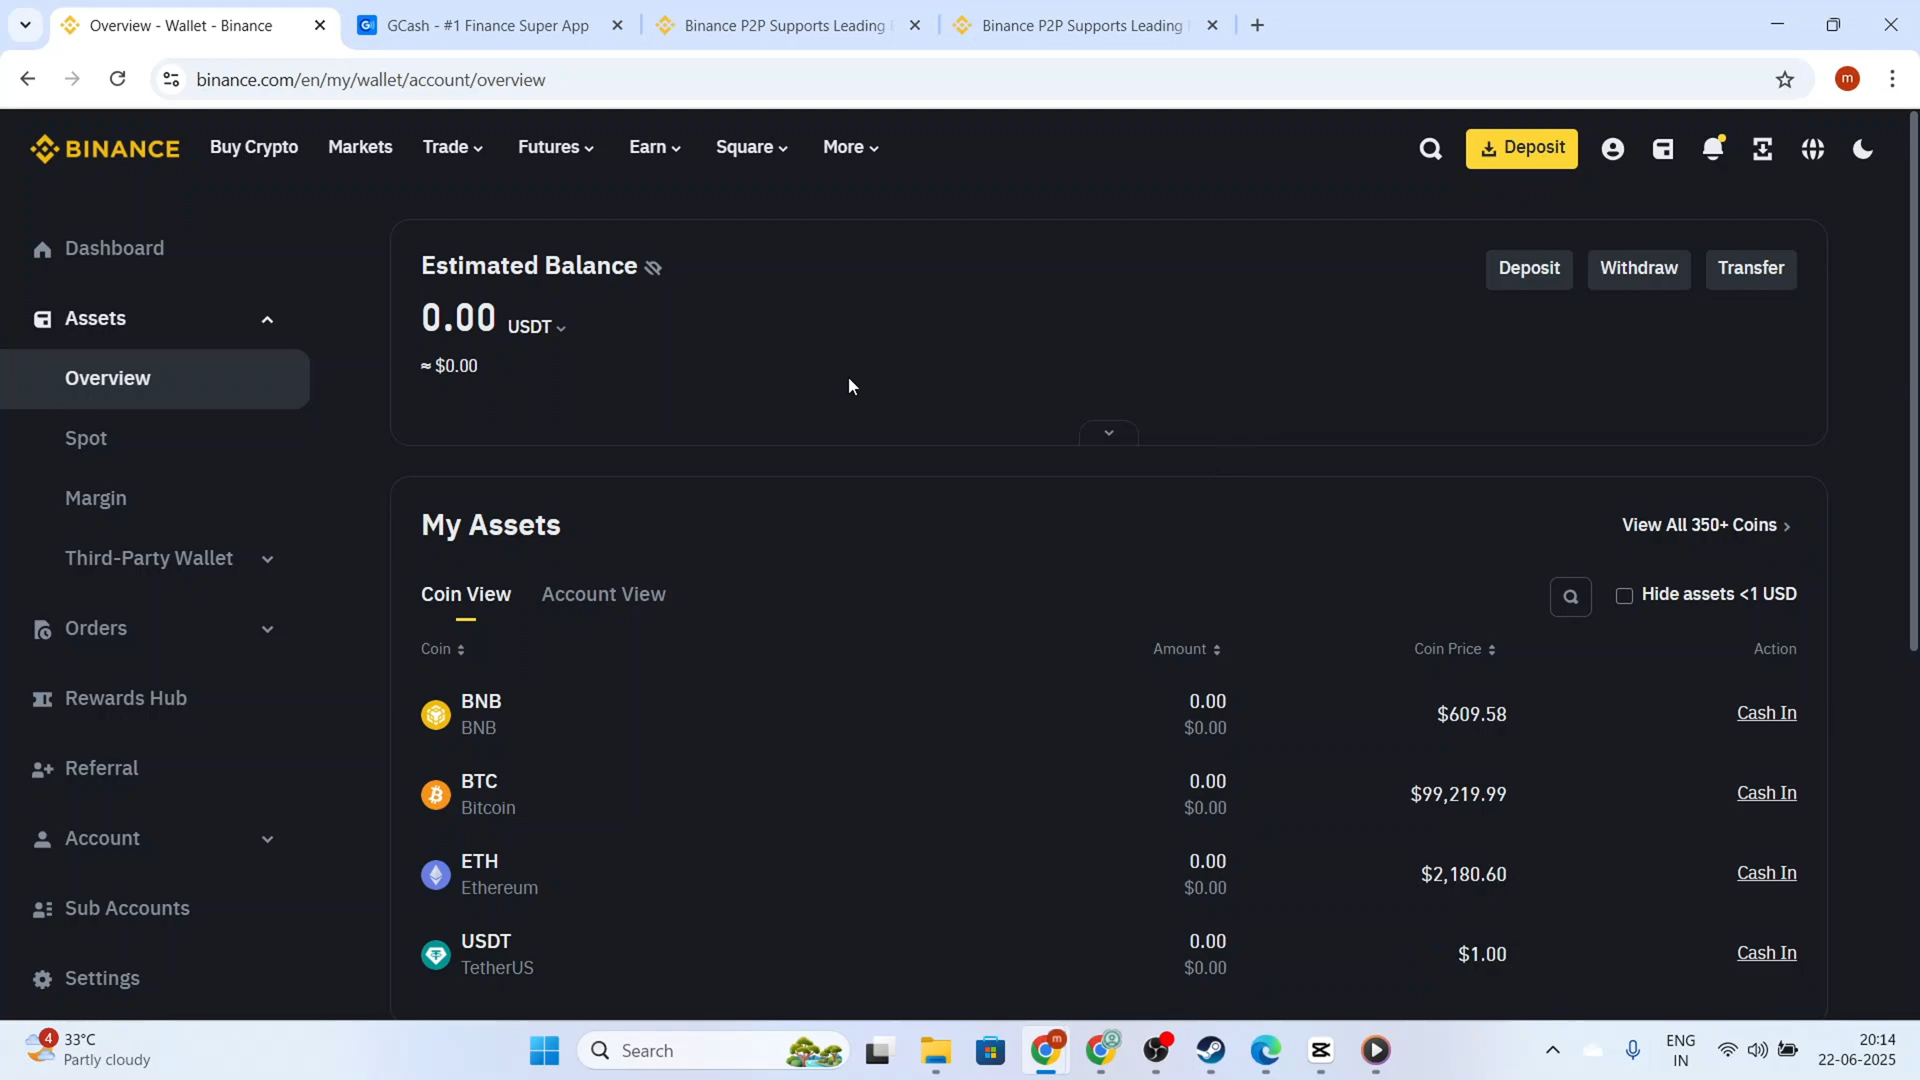 Overview - Wallet - Binance
GCash - #1 Finance Super App
Binance P2P Supports Leading
Binance P2P Supports Leading
binance.com/en/my/wallet/account/overview
m
BINANCE
Buy Crypto
Markets
Trade
Futures
Earn
Square
More
Deposit
Dashboard
Assets
Overview
Spot
Margin
Third-Party Wallet
Orders
Rewards Hub
Referral
Account
Sub Accounts
Settings
Estimated Balance
Deposit
Withdraw
Transfer
0.00 USDT
≈ $0.00
My Assets
View All 350+ Coins
Coin View
Account View
Hide assets <1 USD
Coin
Amount
Coin Price
Action
BNB
BNB
0.00
$0.00
$609.58
Cash In
BTC
Bitcoin
0.00
$0.00
$99,219.99
Cash In
ETH
Ethereum
0.00
$0.00
$2,180.60
Cash In
USDT
TetherUS
0.00
$0.00
$1.00
Cash In
4
33°C
Partly cloudy
Search
m
ENG
IN
20:14
22-06-2025